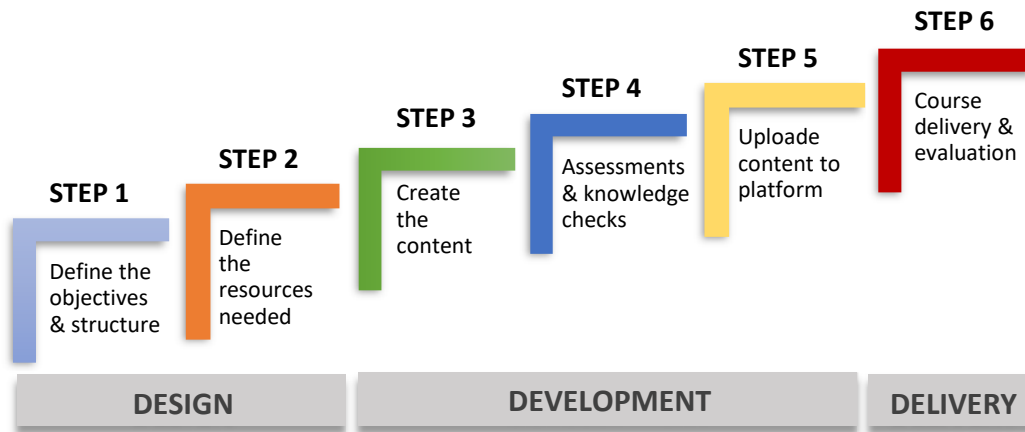 STEP 1
Define the
objectives
& structure
STEP 2
Define
the
resources
needed
STEP 3
Create
the
content
STEP 4
Assessments
& knowledge
checks
STEP 5
Uploade
content to
platform
STEP 6
Course
delivery &
evaluation
DESIGN
DEVELOPMENT
DELIVERY